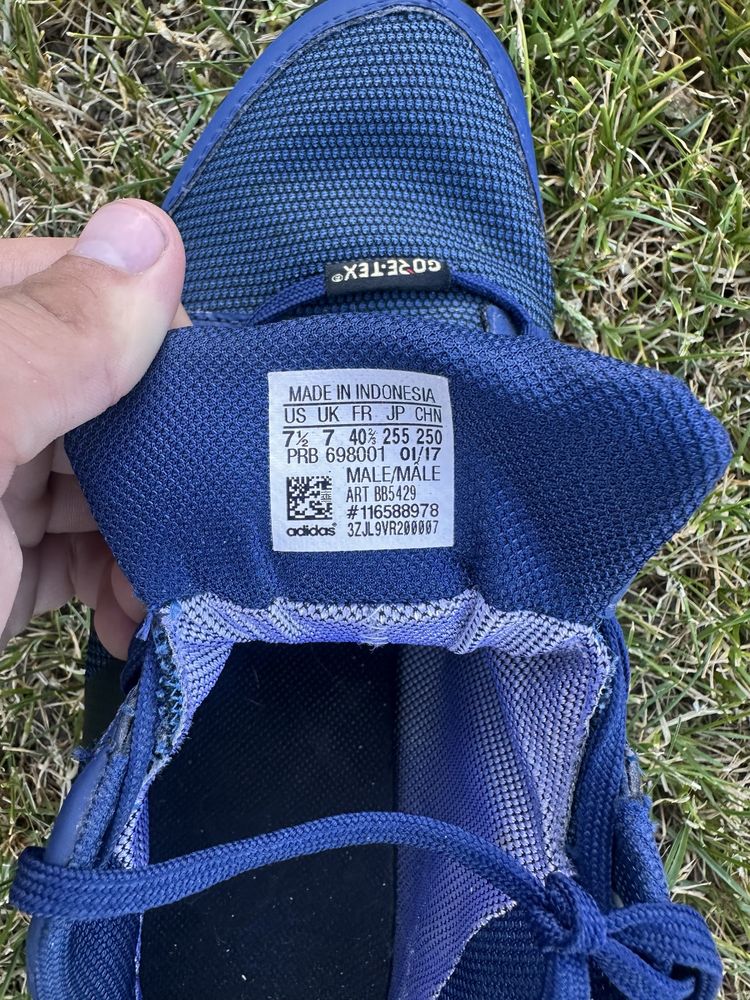 GORE-TEX®
MADE IN INDONESIA
US UK FR JP CHN
7½ 7 40⅔ 255 250
PRB 698001 01/17
MALE/MÂLE
ART BB5429
#116588978
adidas® 3ZJL9VR200007